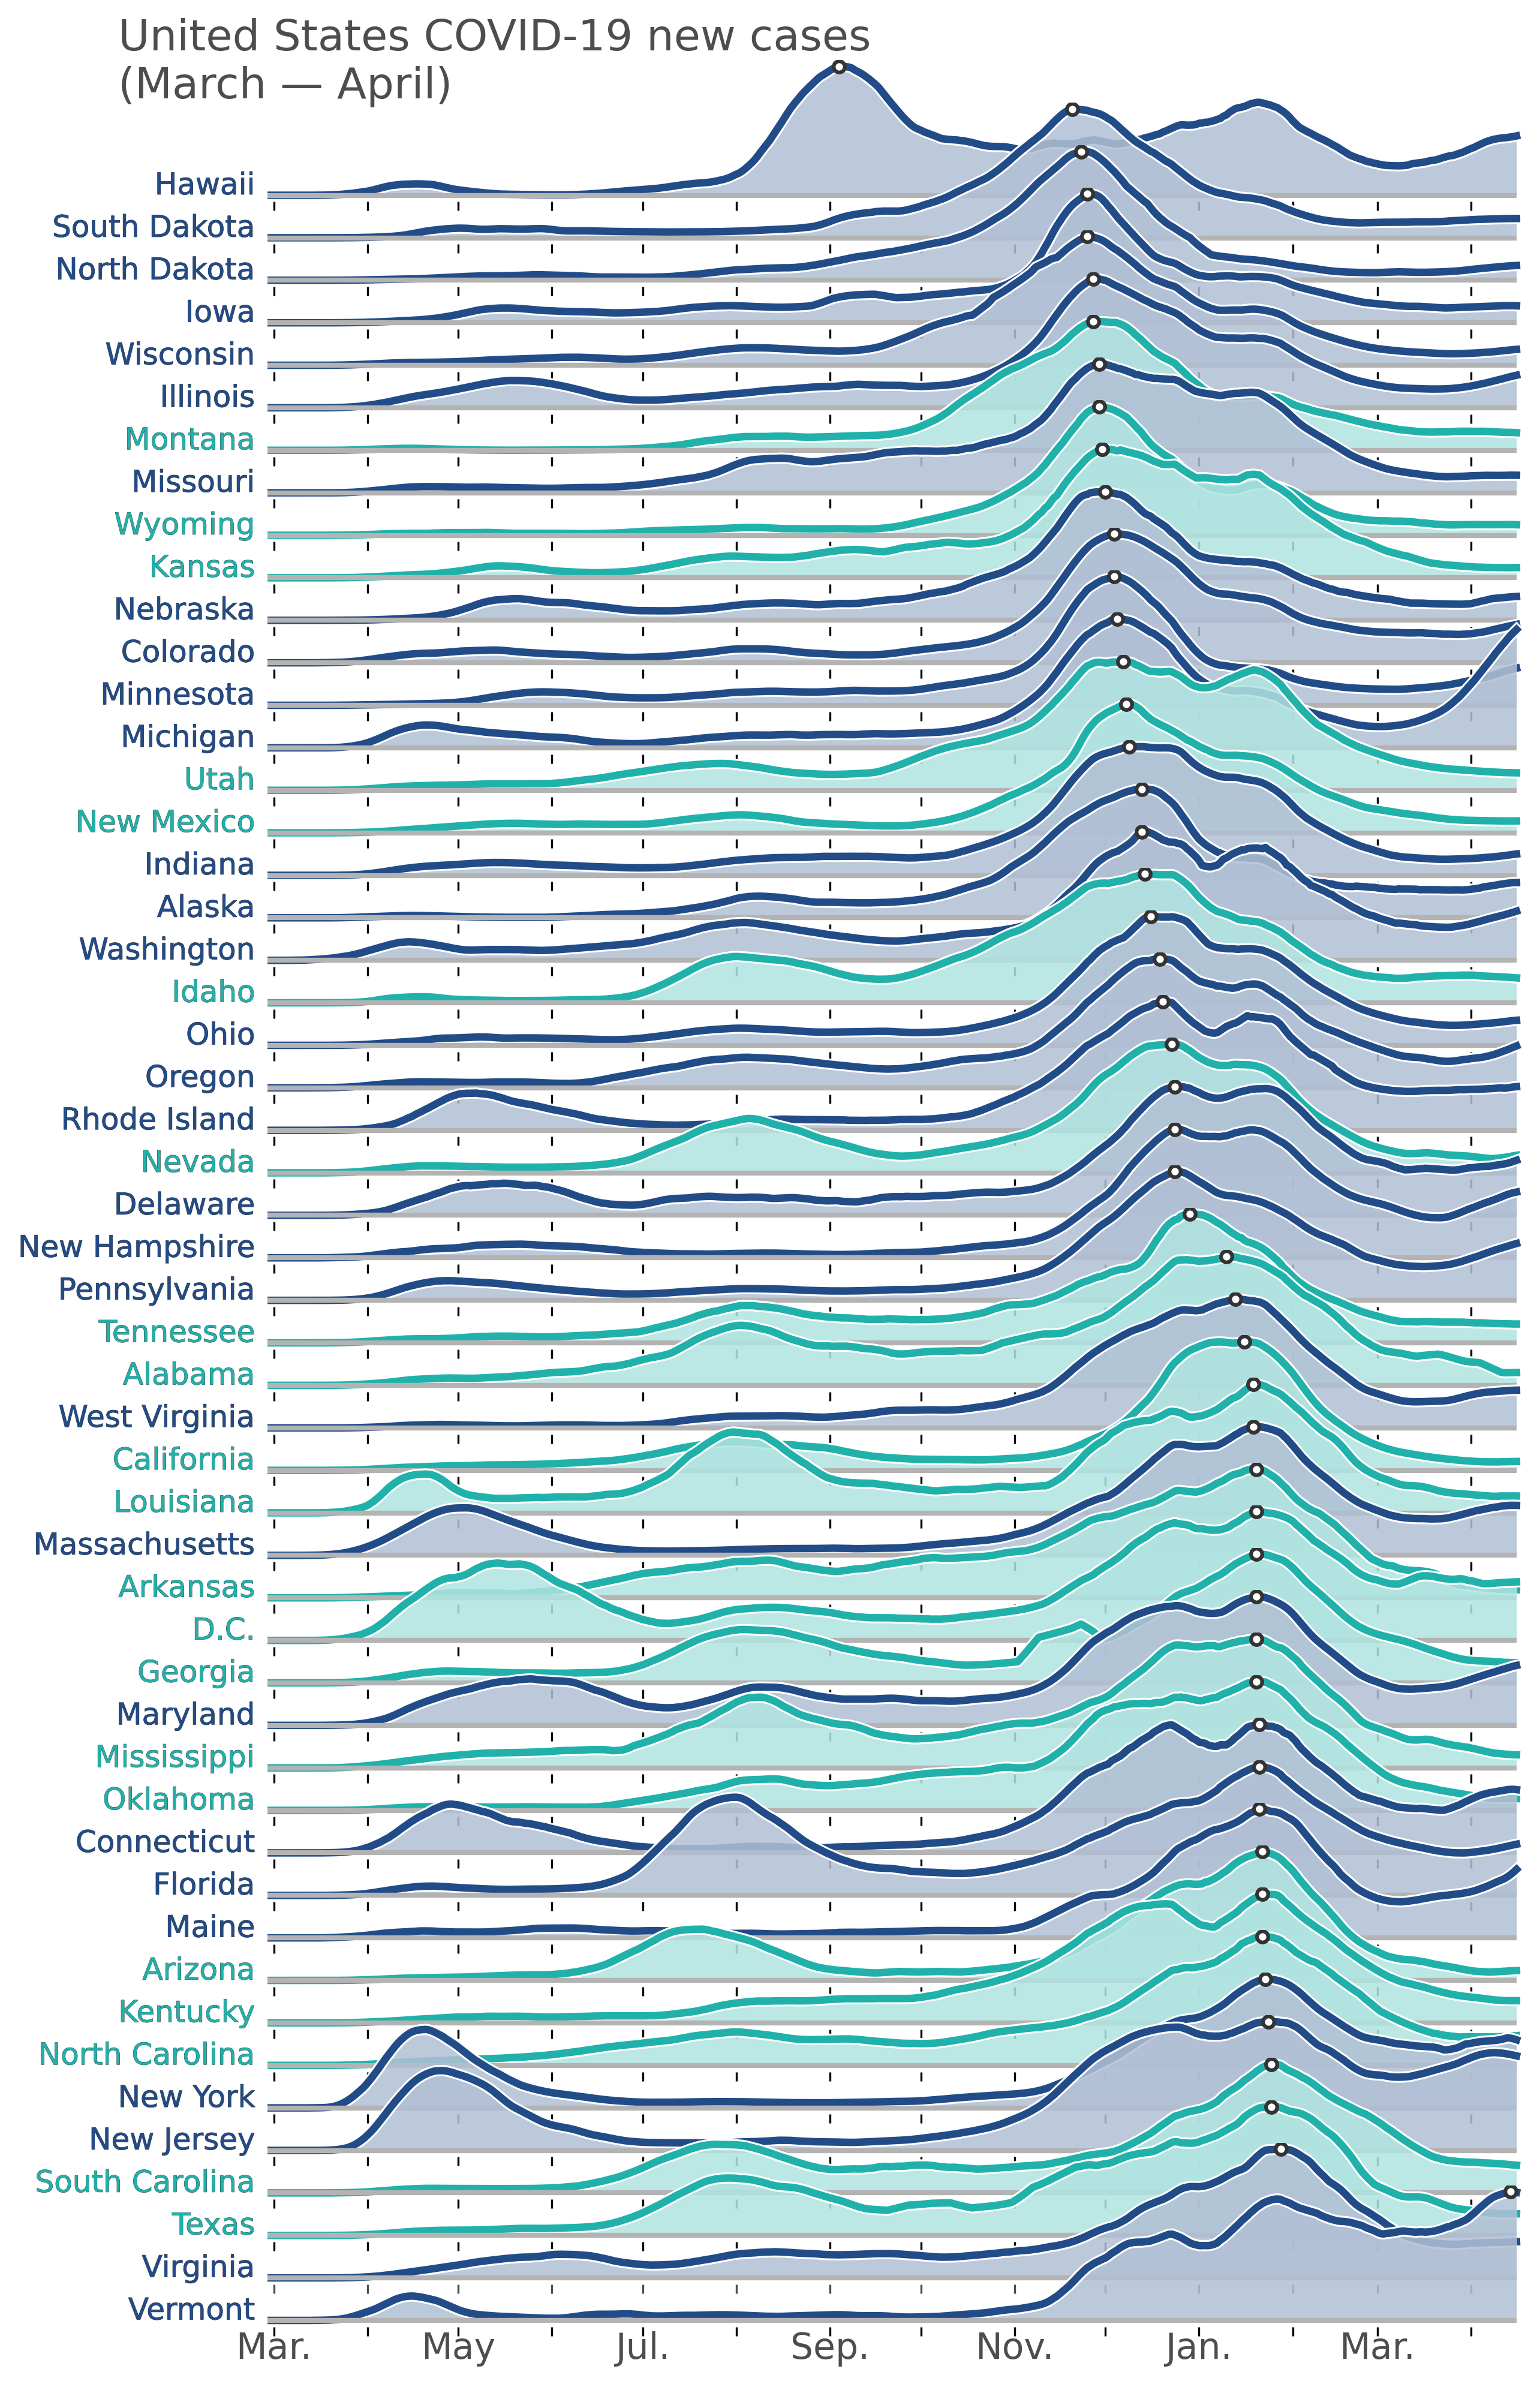 United States COVID-19 new cases
(March — April)
Hawaii
South Dakota
North Dakota
Iowa
Wisconsin
Illinois
Montana
Missouri
Wyoming
Kansas
Nebraska
Colorado
Minnesota
Michigan
Utah
New Mexico
Indiana
Alaska
Washington
Idaho
Ohio
Oregon
Rhode Island
Nevada
Delaware
New Hampshire
Pennsylvania
Tennessee
Alabama
West Virginia
California
Louisiana
Massachusetts
Arkansas
D.C.
Georgia
Maryland
Mississippi
Oklahoma
Connecticut
Florida
Maine
Arizona
Kentucky
North Carolina
New York
New Jersey
South Carolina
Texas
Virginia
Vermont
Mar. May Jul. Sep. Nov. Jan. Mar.